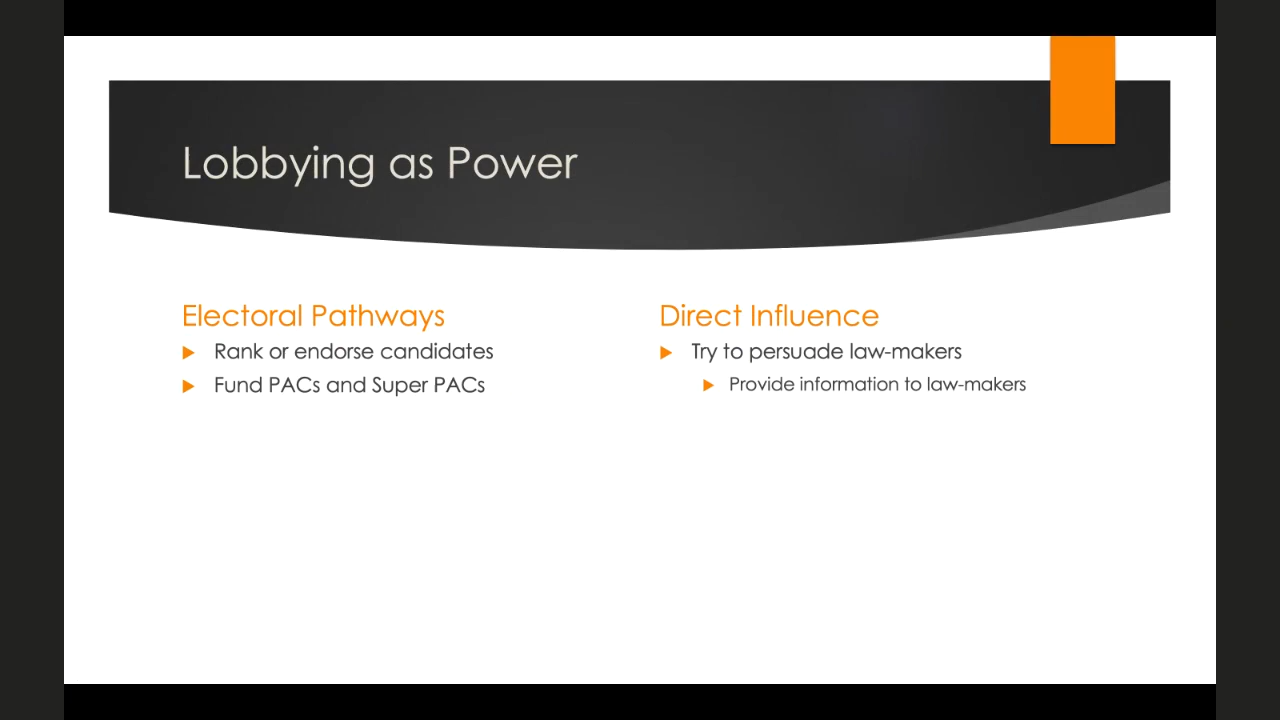 Lobbying as Power
Electoral Pathways
Rank or endorse candidates
Fund PACs and Super PACs
Direct Influence
Try to persuade law-makers
Provide information to law-makers